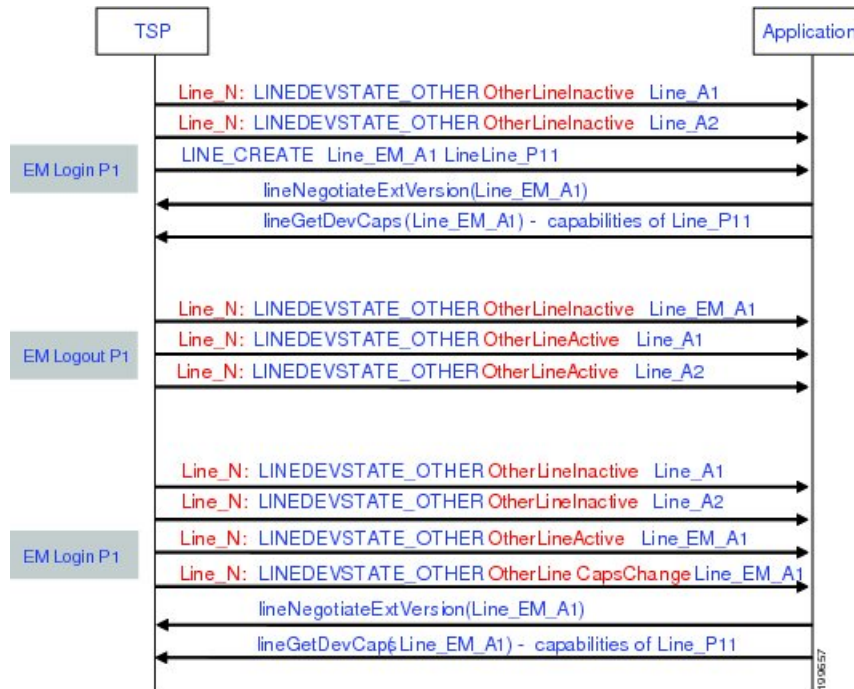 TSP
Application
Line_N: LINEDEVSTATE_OTHER OtherLineInactive Line_A1
Line_N: LINEDEVSTATE_OTHER OtherLineInactive Line_A2
EM Login P1
LINE_CREATE Line_EM_A1 LineLine_P11
lineNegotiateExtVersion(Line_EM_A1)
lineGetDevCaps(Line_EM_A1) - capabilities of Line_P11
Line_N: LINEDEVSTATE_OTHER OtherLineInactive Line_EM_A1
EM Logout P1
Line_N: LINEDEVSTATE_OTHER OtherLineActive Line_A1
Line_N: LINEDEVSTATE_OTHER OtherLineActive Line_A2
Line_N: LINEDEVSTATE_OTHER OtherLineInactive Line_A1
Line_N: LINEDEVSTATE_OTHER OtherLineInactive Line_A2
EM Login P1
Line_N: LINEDEVSTATE_OTHER OtherLineActive Line_EM_A1
Line_N: LINEDEVSTATE_OTHER OtherLine CapsChange Line_EM_A1
lineNegotiateExtVersion(Line_EM_A1)
lineGetDevCaps(Line_EM_A1) - capabilities of Line_P11
199657